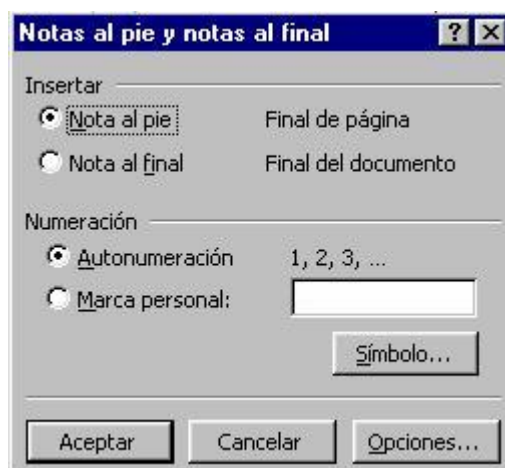 Notas al pie y notas al final
Insertar
Nota al pie Final de página
Nota al final Final del documento
Numeración
Autonumeración 1, 2, 3, ...
Marca personal:
Símbolo...
Aceptar Cancelar Opciones...